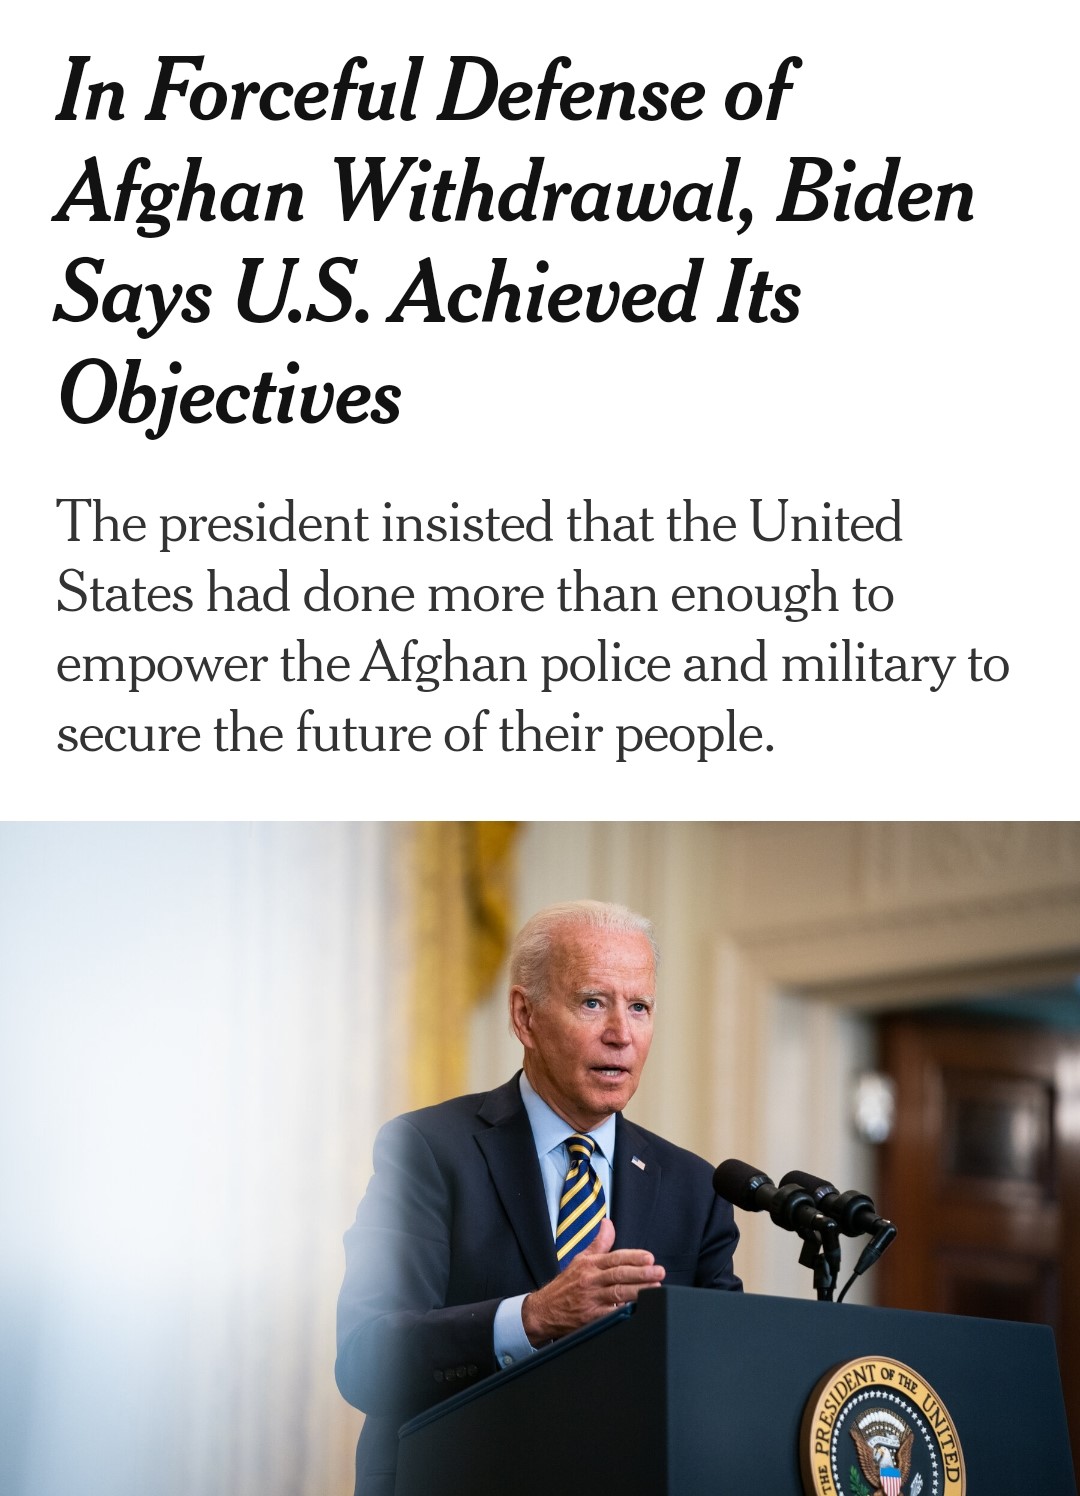 In Forceful Defense of
Afghan Withdrawal, Biden
Says U.S. Achieved Its
Objectives
The president insisted that the United
States had done more than enough to
empower the Afghan police and military to
secure the future of their people.
THE PRESIDENT OF THE UNITED